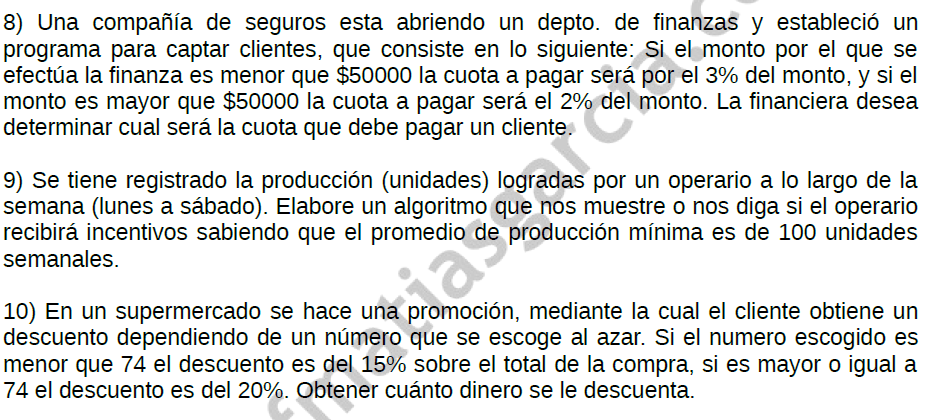 8) Una compañía de seguros esta abriendo un depto. de finanzas y estableció un
programa para captar clientes, que consiste en lo siguiente: Si el monto por el que se
efectúa la finanza es menor que $50000 la cuota a pagar será por el 3% del monto, y si el
monto es mayor que $50000 la cuota a pagar será el 2% del monto. La financiera desea
determinar cual será la cuota que debe pagar un cliente.
9) Se tiene registrado la producción (unidades) logradas por un operario a lo largo de la
semana (lunes a sábado). Elabore un algoritmo que nos muestre o nos diga si el operario
recibirá incentivos sabiendo que el promedio de producción mínima es de 100 unidades
semanales.
10) En un supermercado se hace una promoción, mediante la cual el cliente obtiene un
descuento dependiendo de un número que se escoge al azar. Si el numero escogido es
menor que 74 el descuento es del 15% sobre el total de la compra, si es mayor o igual a
74 el descuento es del 20%. Obtener cuánto dinero se le descuenta.
fmatiasgarcia.co